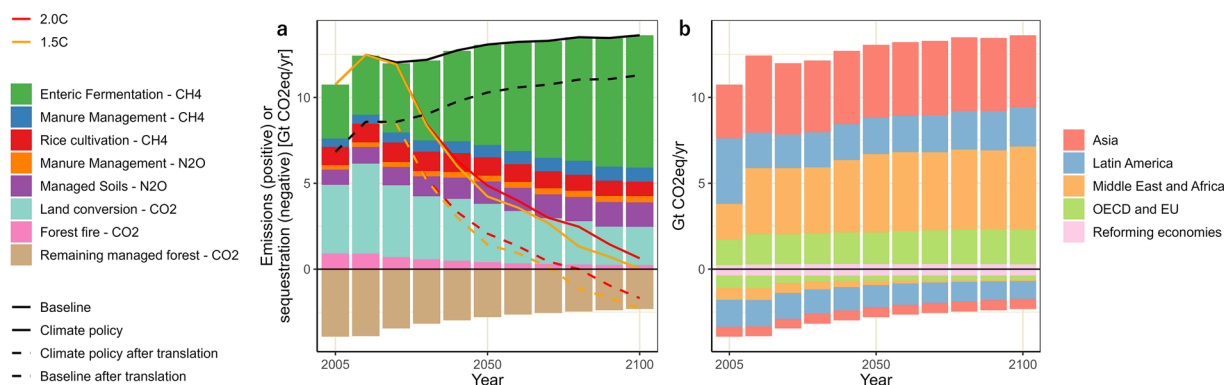 2.0C
1.5C
Enteric Fermentation - CH4
Manure Management - CH4
Rice cultivation - CH4
Manure Management - N2O
Managed Soils - N2O
Land conversion - CO2
Forest fire - CO2
Remaining managed forest - CO2
Baseline
Climate policy
Climate policy after translation
Baseline after translation
a
Emissions (positive) or
sequestration (negative) [Gt CO2eq/yr]
10
5
0
2005
2050
2100
Year
b
Gt CO2eq/yr
10
5
0
2005
2050
2100
Year
Asia
Latin America
Middle East and Africa
OECD and EU
Reforming economies